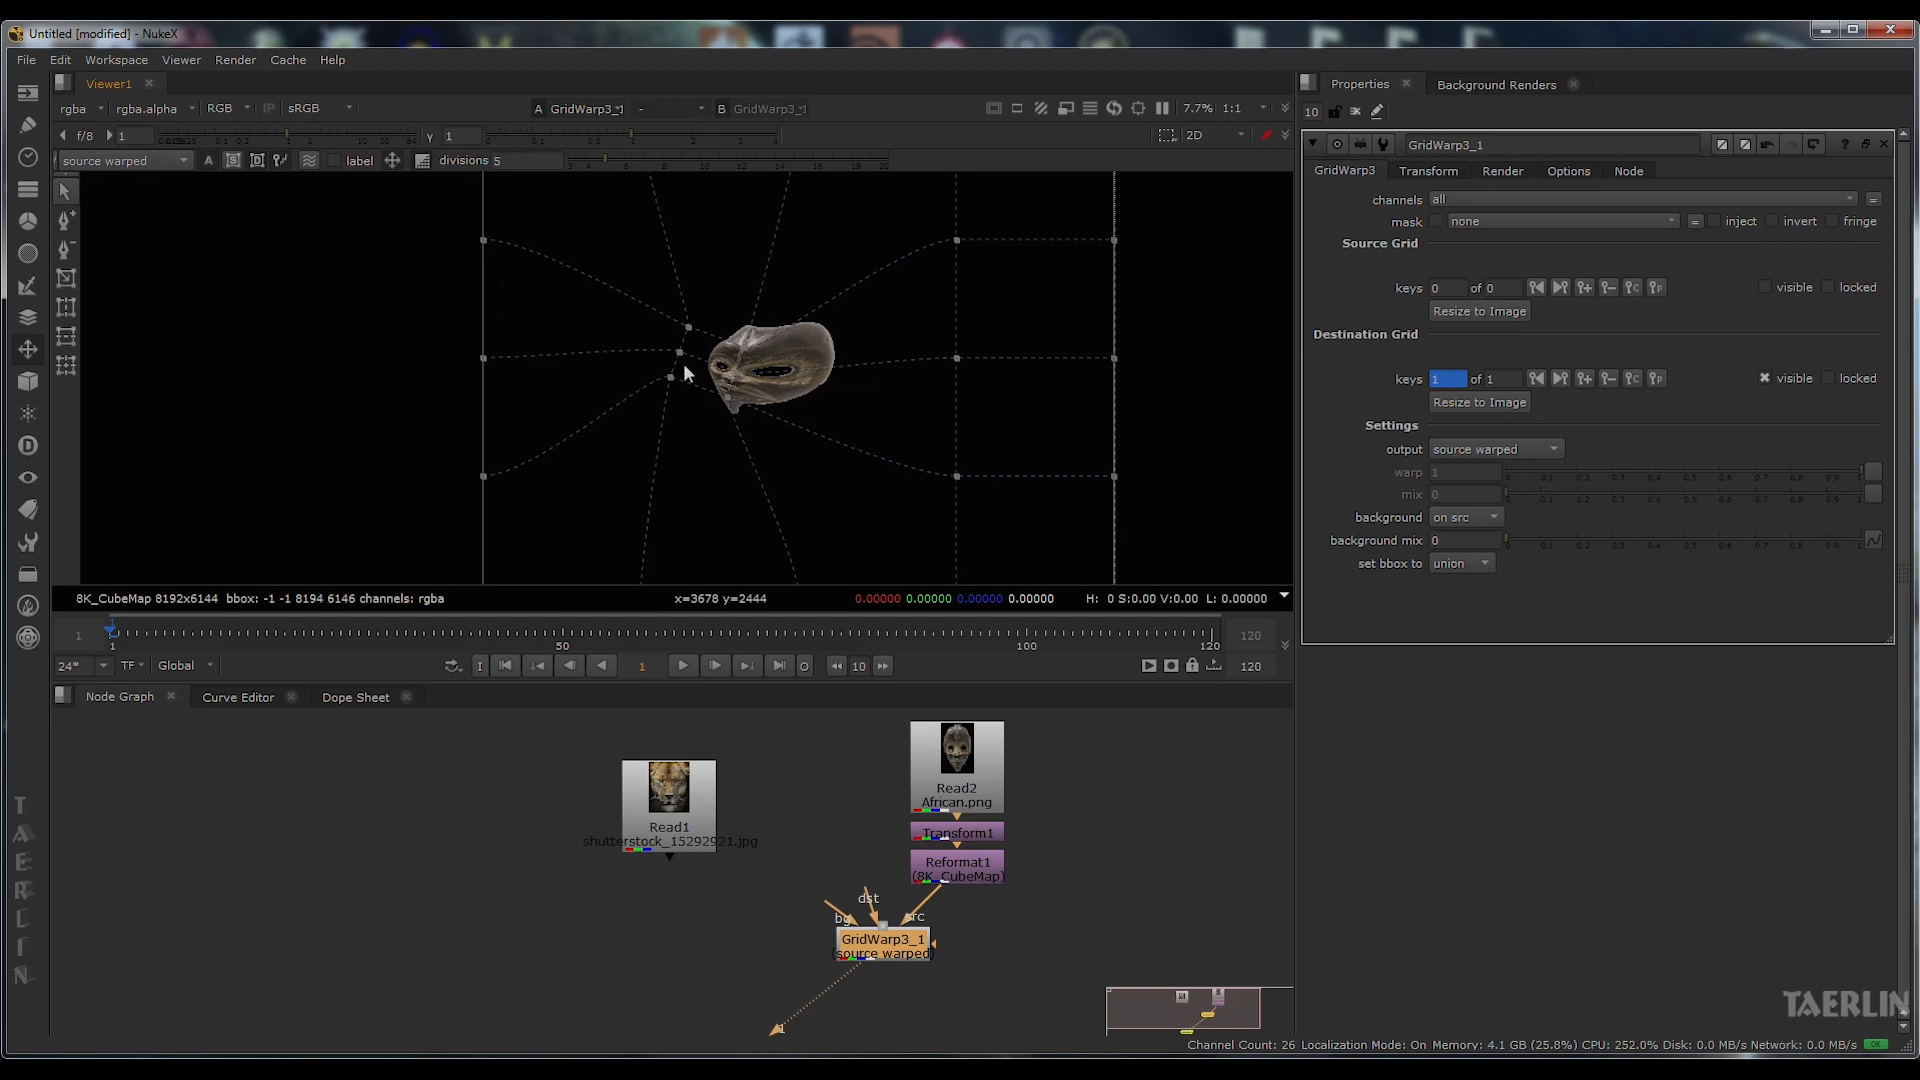 Untitled [modified] - NukeX
File Edit Workspace Viewer Render Cache Help
Viewer1
rgba rgba.alpha RGB IP sRGB A GridWarp3_1 - B GridWarp3_1 7.7% 1:1
f/8 1 γ 1 2D
source warped A S D label divisions 5
Properties Background Renders
10
GridWarp3_1
GridWarp3 Transform Render Options Node
channels all =
mask none = inject invert fringe
Source Grid
keys 0 of 0 visible locked
Resize to Image
Destination Grid
keys 1 of 1 visible locked
Resize to Image
Settings
output source warped
warp 1
mix 0
background on src
background mix 0
set bbox to union
8K_CubeMap 8192x6144 bbox: -1 -1 8194 6146 channels: rgba x=3678 y=2444 0.00000 0.00000 0.00000 0.00000 H: 0 S:0.00 V:0.00 L: 0.00000
1 1 1 50 100 120 120
24* TF Global I 1 O 10 120
Node Graph Curve Editor Dope Sheet
Read1
shutterstock_15292921.jpg
Read2
African.png
Transform1
Reformat1
(8K_CubeMap)
bg dst src
GridWarp3_1
(source warped)
1
TAERLIN
TAERLIN
Channel Count: 26 Localization Mode: On Memory: 4.1 GB (25.8%) CPU: 252.0% Disk: 0.0 MB/s Network: 0.0 MB/s OK